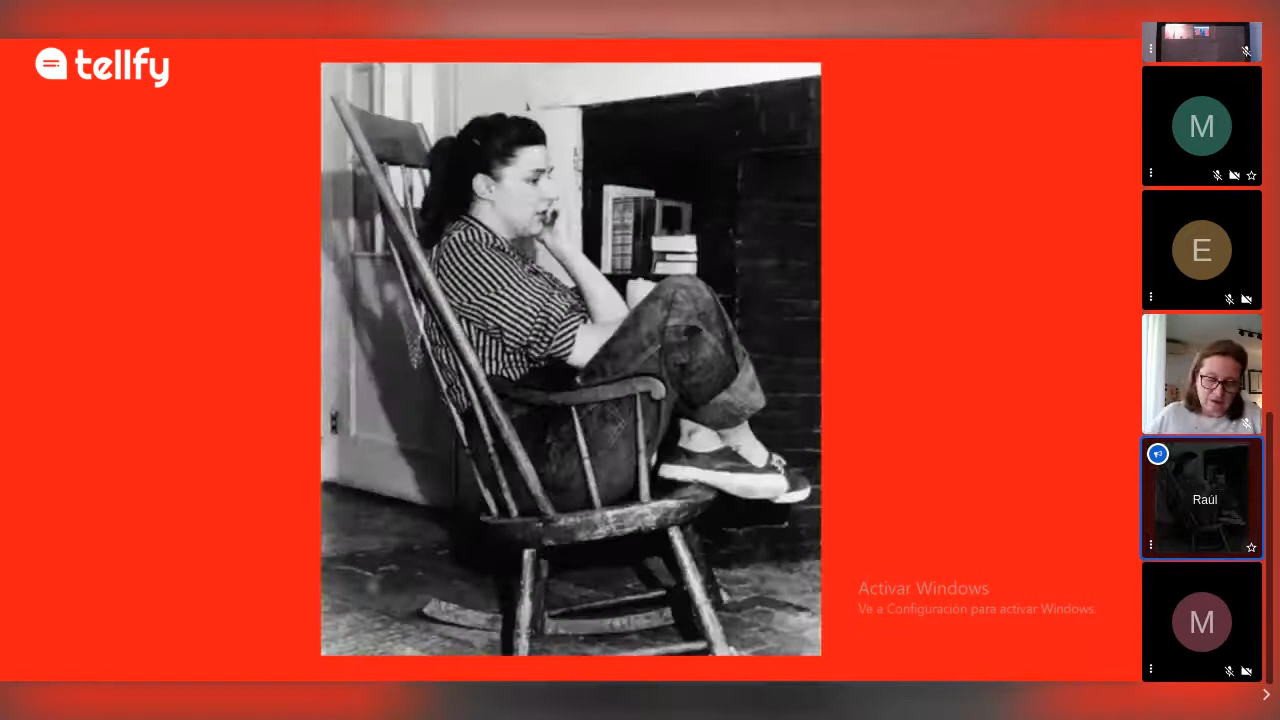 tellfy
M
E
Raúl
Activar Windows
Ve a Configuración para activar Windows.
M